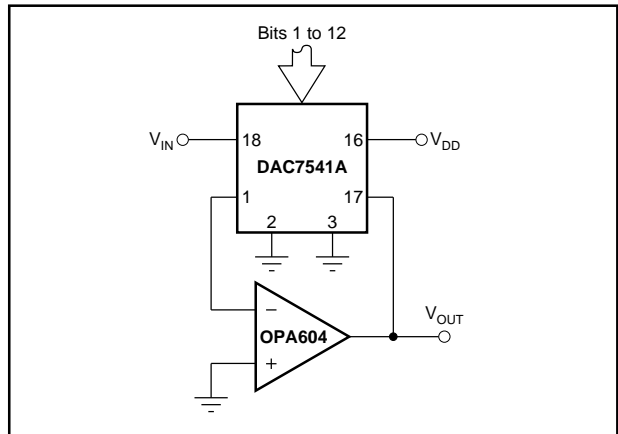 Bits 1 to 12
V_IN 18 16 V_DD
DAC7541A
1 17
2 3
V_OUT
–
OPA604
+